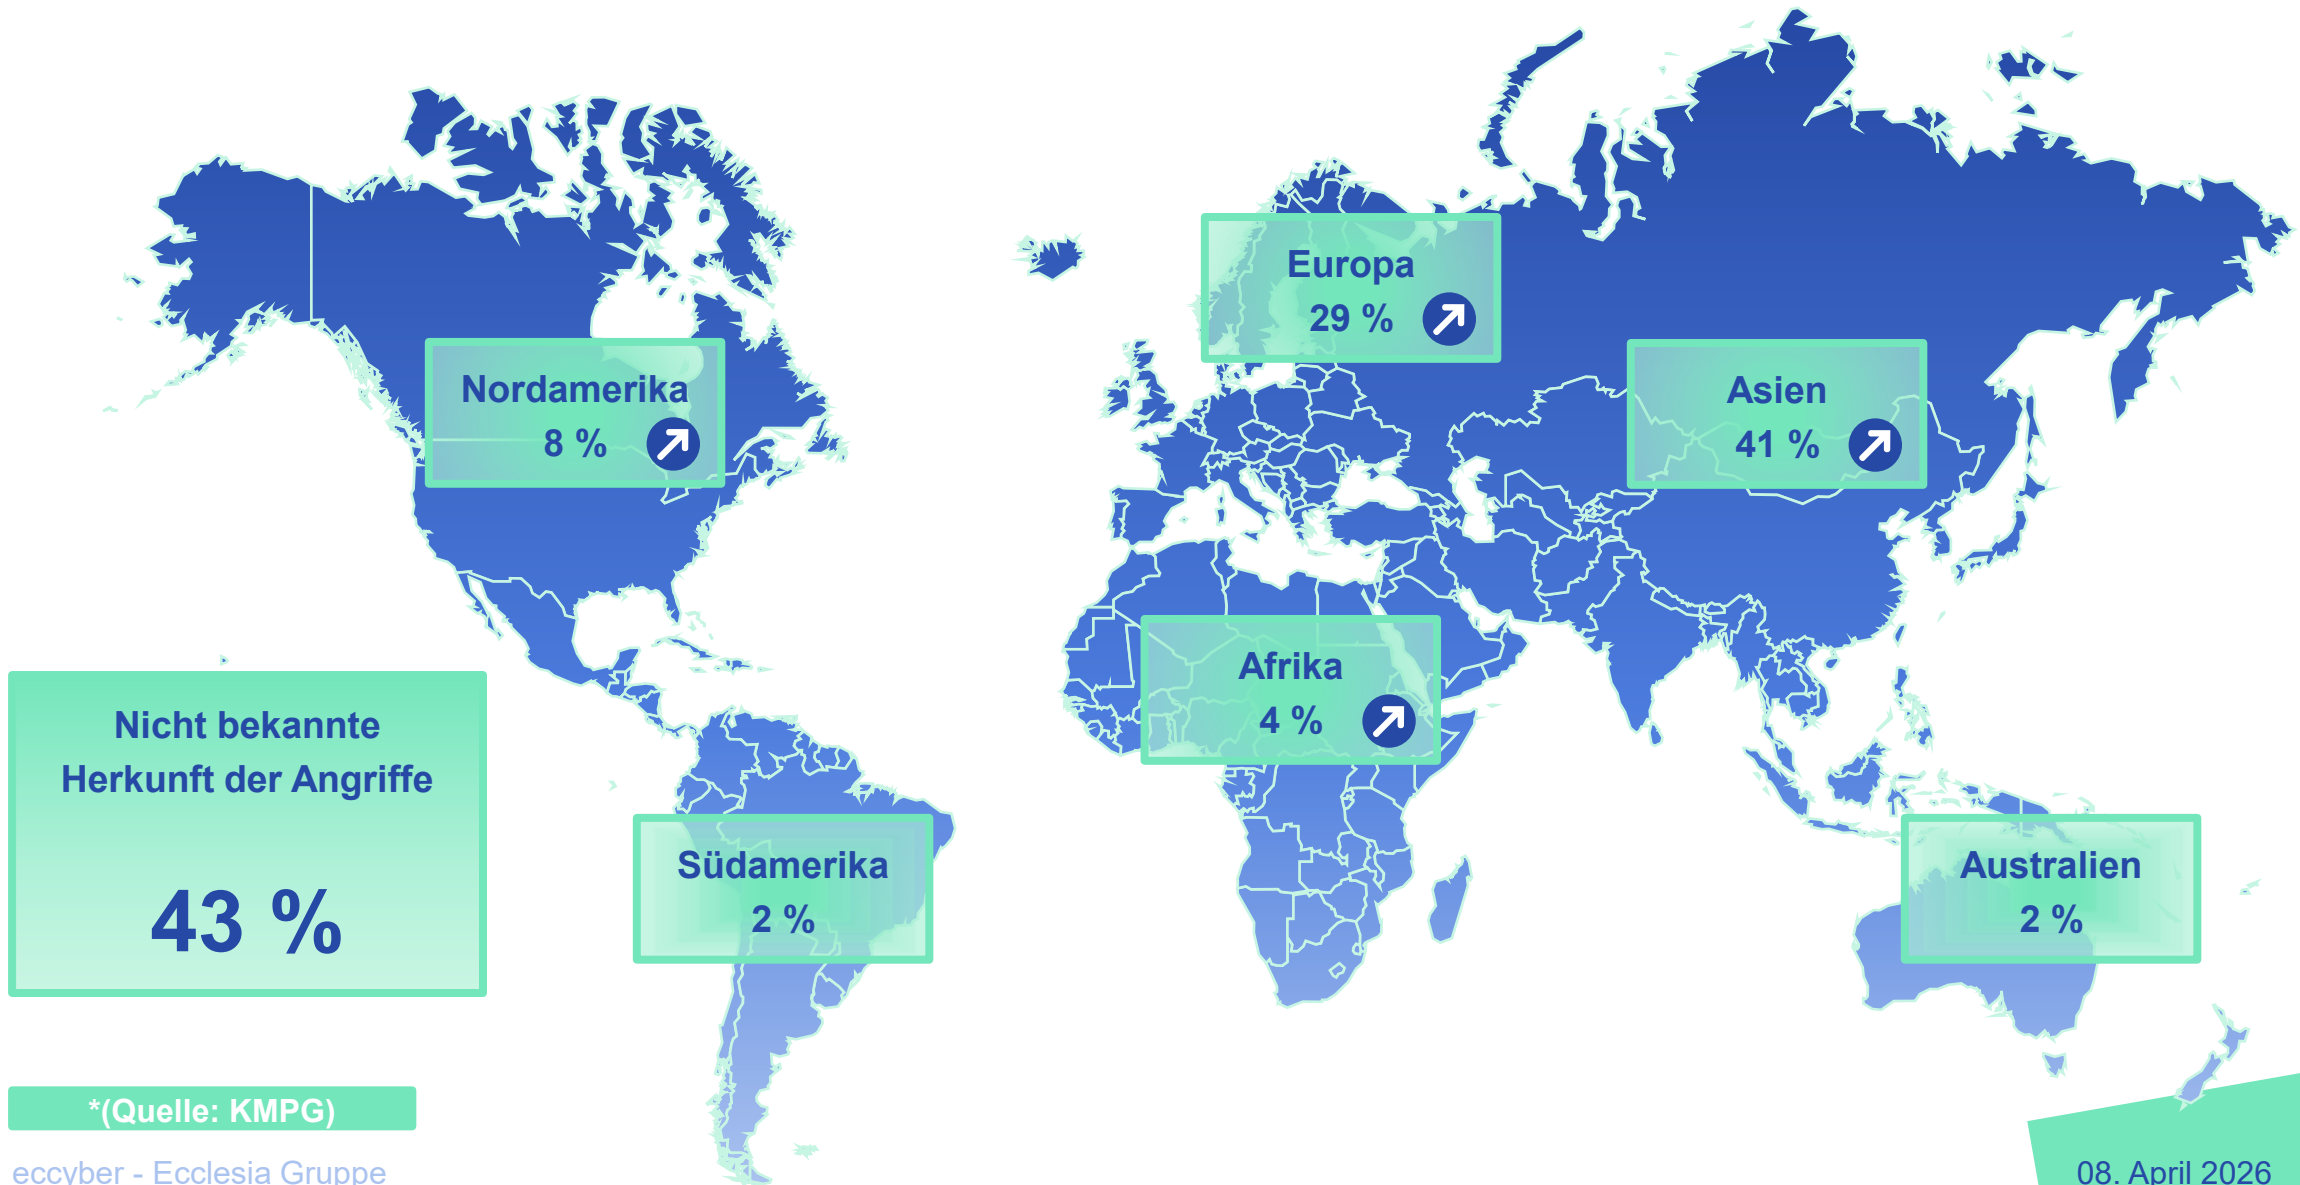 Europa
29 %
Nordamerika
8 %
Asien
41 %
Afrika
4 %
Nicht bekannte
Herkunft der Angriffe
43 %
Südamerika
2 %
Australien
2 %
*(Quelle: KMPG)
eccyber - Ecclesia Gruppe
08. April 2026